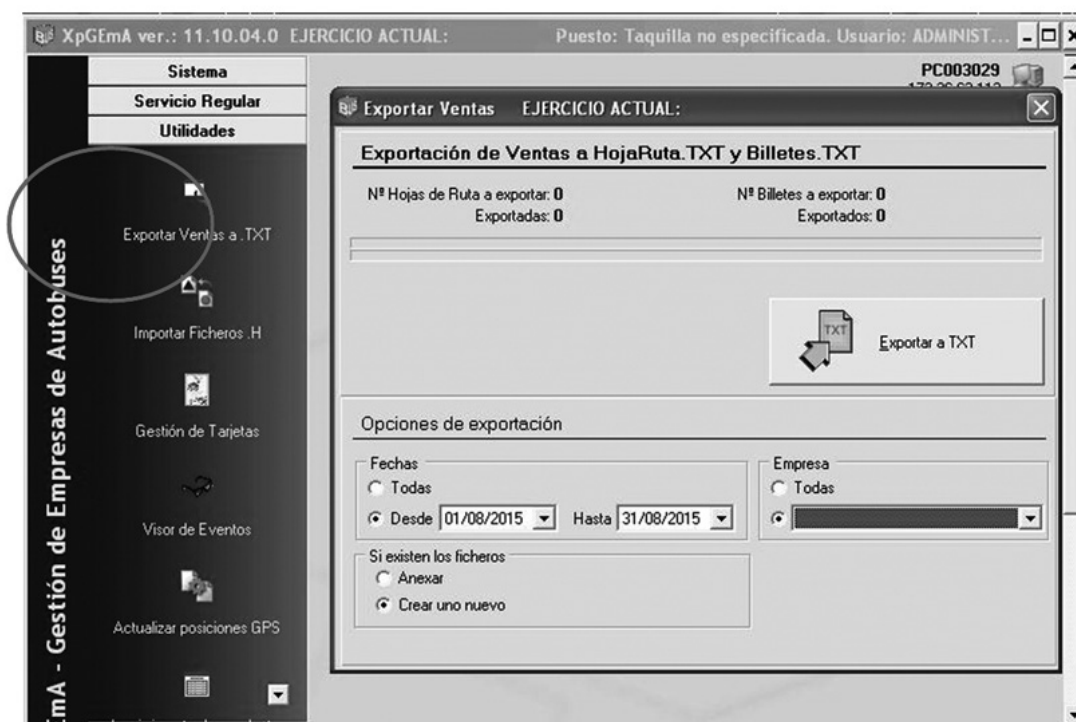 XpGEmA ver.: 11.10.04.0 EJERCICIO ACTUAL: Puesto: Taquilla no especificada. Usuario: ADMINIST...
Sistema
Servicio Regular
Utilidades
PC003029
Exportar Ventas a .TXT
Importar Ficheros .H
Gestión de Tarjetas
Visor de Eventos
Actualizar posiciones GPS
EmA - Gestión de Empresas de Autobuses
Exportar Ventas EJERCICIO ACTUAL:
Exportación de Ventas a HojaRuta.TXT y Billetes.TXT
Nº Hojas de Ruta a exportar: 0
Exportadas: 0
Nº Billetes a exportar: 0
Exportados: 0
TXT
Exportar a TXT
Opciones de exportación
Fechas
Todas
Desde 01/08/2015 Hasta 31/08/2015
Empresa
Todas
Si existen los ficheros
Anexar
Crear uno nuevo